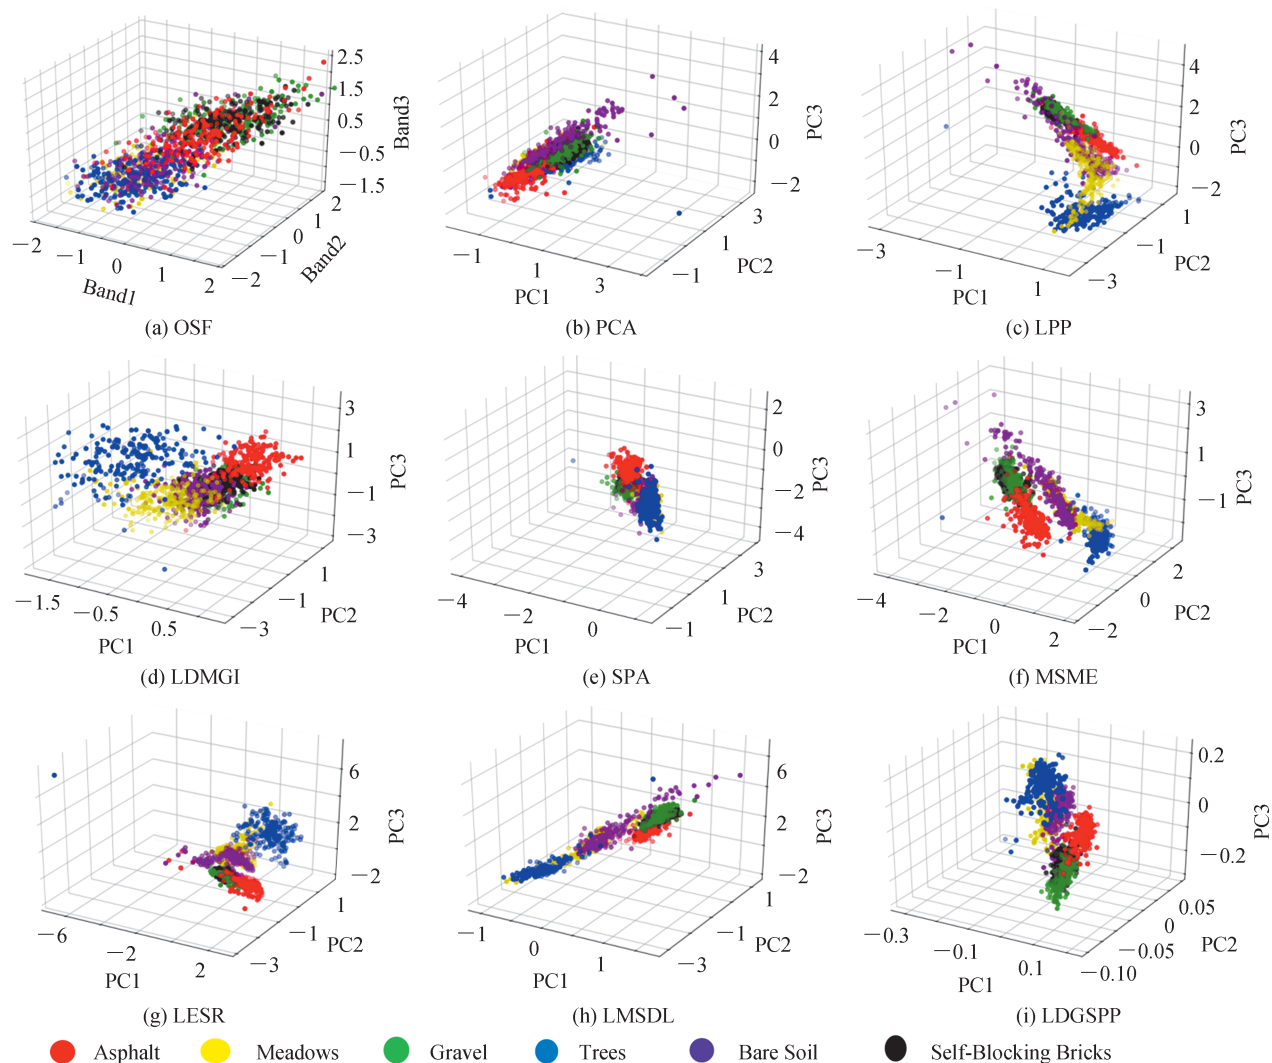 2.5
1.5
0.5
−0.5
−1.5
Band3
2
1
0
−1
−2
Band2
−2
−1
0
1
2
Band1
(a) OSF
4
2
0
−2
PC3
3
1
−1
PC2
−1
1
3
PC1
(b) PCA
4
2
0
−2
PC3
1
−1
−3
PC2
−3
−1
1
PC1
(c) LPP
3
1
−1
−3
PC3
1
−1
−3
PC2
−1.5
−0.5
0.5
PC1
(d) LDMGI
2
0
−2
−4
PC3
3
1
−1
PC2
−4
−2
0
PC1
(e) SPA
3
1
−1
PC3
2
0
−2
PC2
−4
−2
0
2
PC1
(f) MSME
6
2
−2
PC3
1
−1
−3
PC2
−6
−2
2
PC1
(g) LESR
6
2
−2
PC3
1
−1
−3
PC2
−1
0
1
PC1
(h) LMSDL
0.2
0
−0.2
PC3
0.05
0
−0.05
−0.10
PC2
−0.3
−0.1
0.1
PC1
(i) LDGSPP
Asphalt Meadows Gravel Trees Bare Soil Self-Blocking Bricks